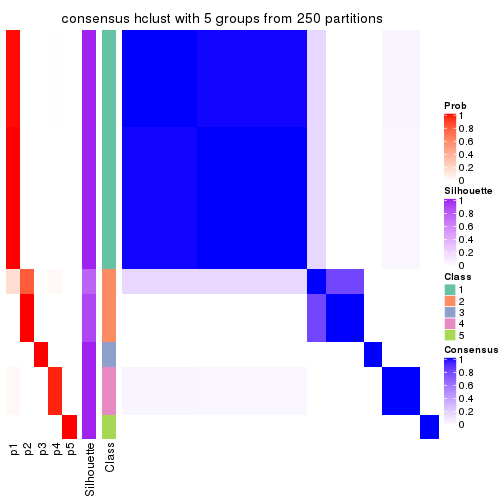 consensus hclust with 5 groups from 250 partitions
Prob
1
0.8
0.6
0.4
0.2
0
Silhouette
1
0.8
0.6
0.4
0.2
0
Class
1
2
3
4
5
Consensus
1
0.8
0.6
0.4
0.2
0
p1
p2
p3
p4
p5
Silhouette
Class